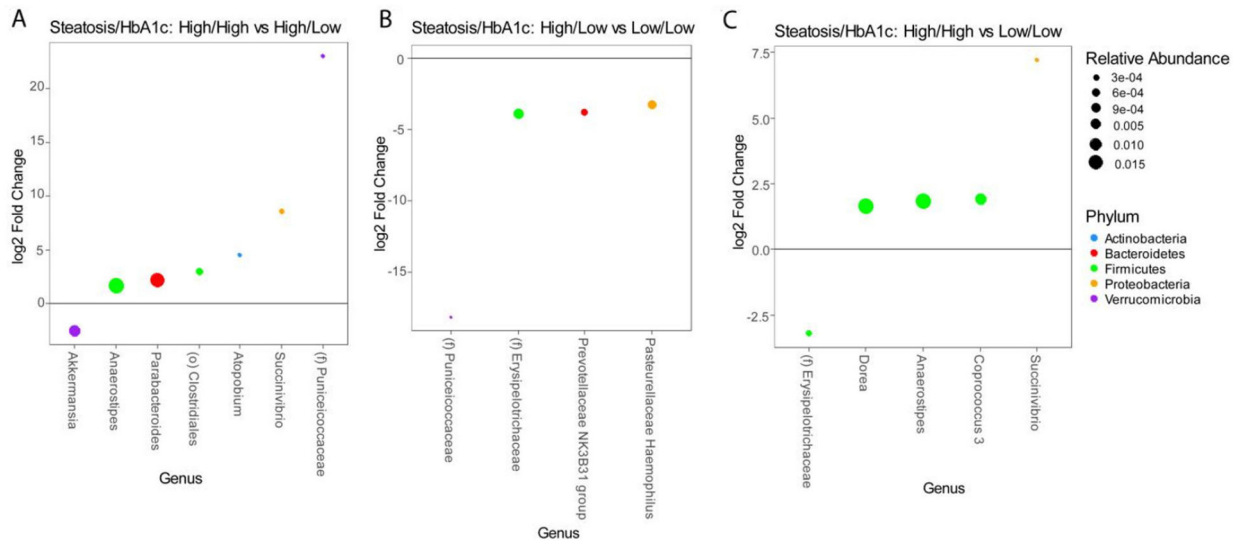 A
Steatosis/HbA1c: High/High vs High/Low
log2 Fold Change
20
15
10
5
0
Akkermansia
Anaerostipes
Parabacteroides
(o) Clostridiales
Atopobium
Succinivibrio
(f) Puniceicoccaceae
Genus
B
Steatosis/HbA1c: High/Low vs Low/Low
log2 Fold Change
0
-5
-10
-15
(f) Puniceicoccaceae
(f) Erysipelotrichaceae
Prevotellaceae NK3B31 group
Pasteurellaceae Haemophilus
Genus
C
Steatosis/HbA1c: High/High vs Low/Low
log2 Fold Change
7.5
5.0
2.5
0.0
-2.5
(f) Erysipelotrichaceae
Dorea
Anaerostipes
Coprococcus 3
Succinivibrio
Genus
Relative Abundance
3e-04
6e-04
9e-04
0.005
0.010
0.015
Phylum
Actinobacteria
Bacteroidetes
Firmicutes
Proteobacteria
Verrucomicrobia